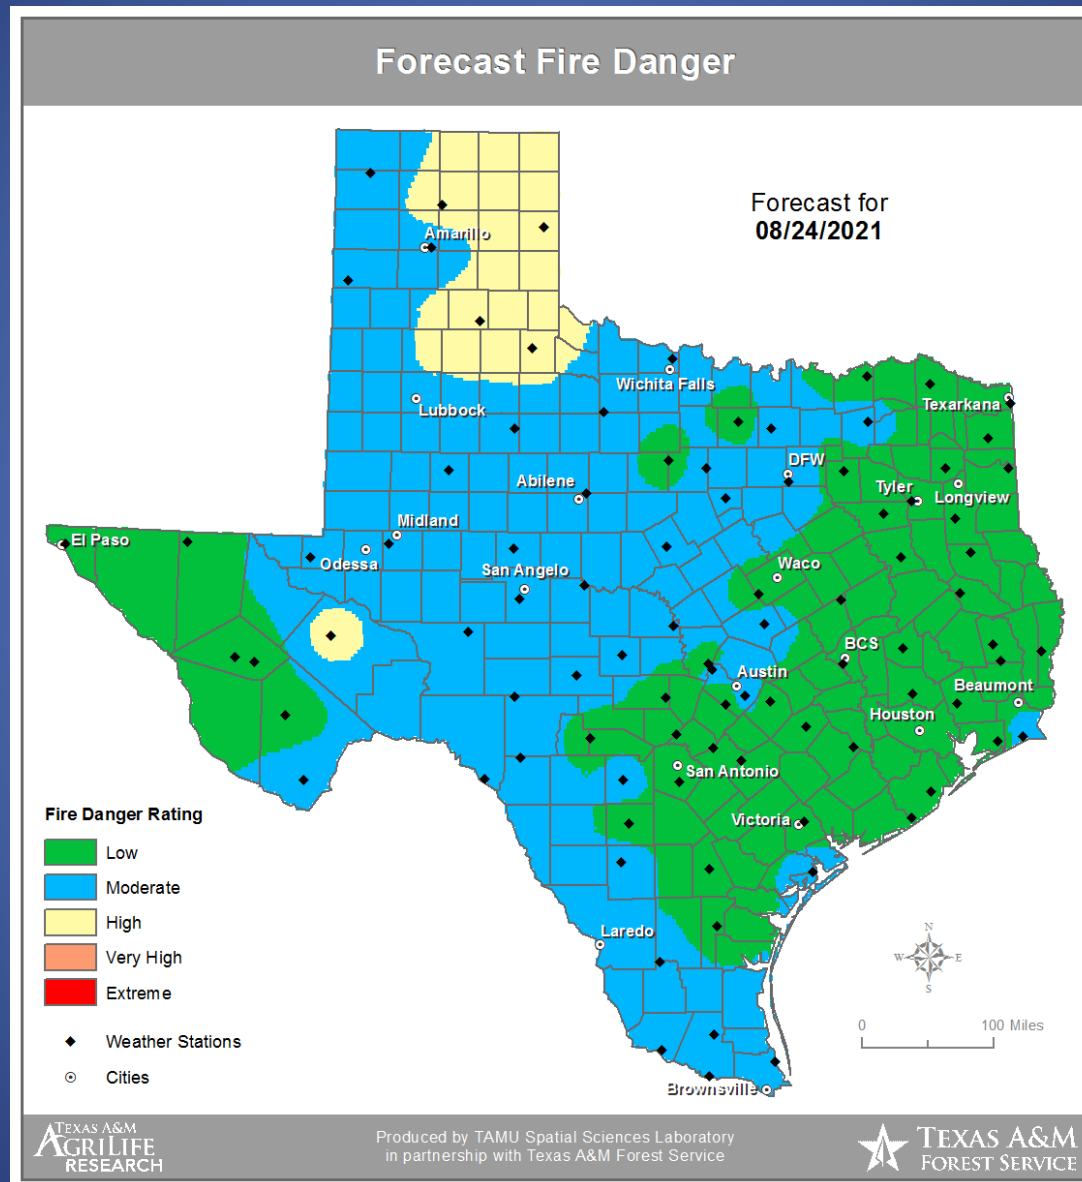 Forecast Fire Danger
Forecast for
08/24/2021
Amarillo
Wichita Falls
Lubbock
Texarkana
DFW
Abilene
Tyler
Longview
Midland
El Paso
Odessa
San Angelo
Waco
BCS
Austin
Beaumont
Houston
San Antonio
Victoria
Laredo
Brownsville
Fire Danger Rating
Low
Moderate
High
Very High
Extreme
Weather Stations
Cities
N
W E
S
0 100 Miles
TEXAS A&M
AGRILIFE
RESEARCH
Produced by TAMU Spatial Sciences Laboratory
in partnership with Texas A&M Forest Service
TEXAS A&M
FOREST SERVICE